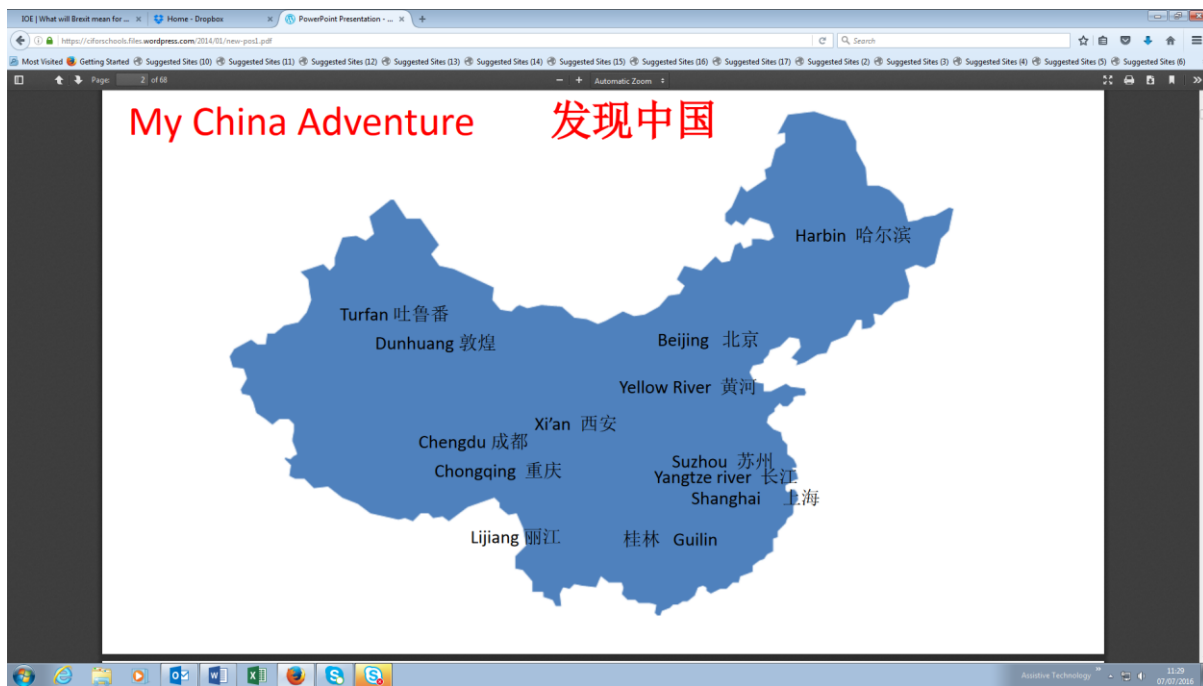 IOE | What will Brexit mean for ...
Home - Dropbox
PowerPoint Presentation - ...
https://ciforschools.files.wordpress.com/2014/01/new-pos1.pdf
Search
Most Visited Getting Started Suggested Sites (10) Suggested Sites (11) Suggested Sites (12) Suggested Sites (13) Suggested Sites (14) Suggested Sites (15) Suggested Sites (16) Suggested Sites (17) Suggested Sites (2) Suggested Sites (3) Suggested Sites (4) Suggested Sites (5) Suggested Sites (6)
Page: 2 of 68
Automatic Zoom
My China Adventure 发现中国
Harbin 哈尔滨
Turfan 吐鲁番
Beijing 北京
Dunhuang 敦煌
Yellow River 黄河
Xi'an 西安
Chengdu 成都
Suzhou 苏州
Chongqing 重庆
Yangtze river 长江
Shanghai 上海
Lijiang 丽江
桂林 Guilin
Assistive Technology
11:29
07/07/2016